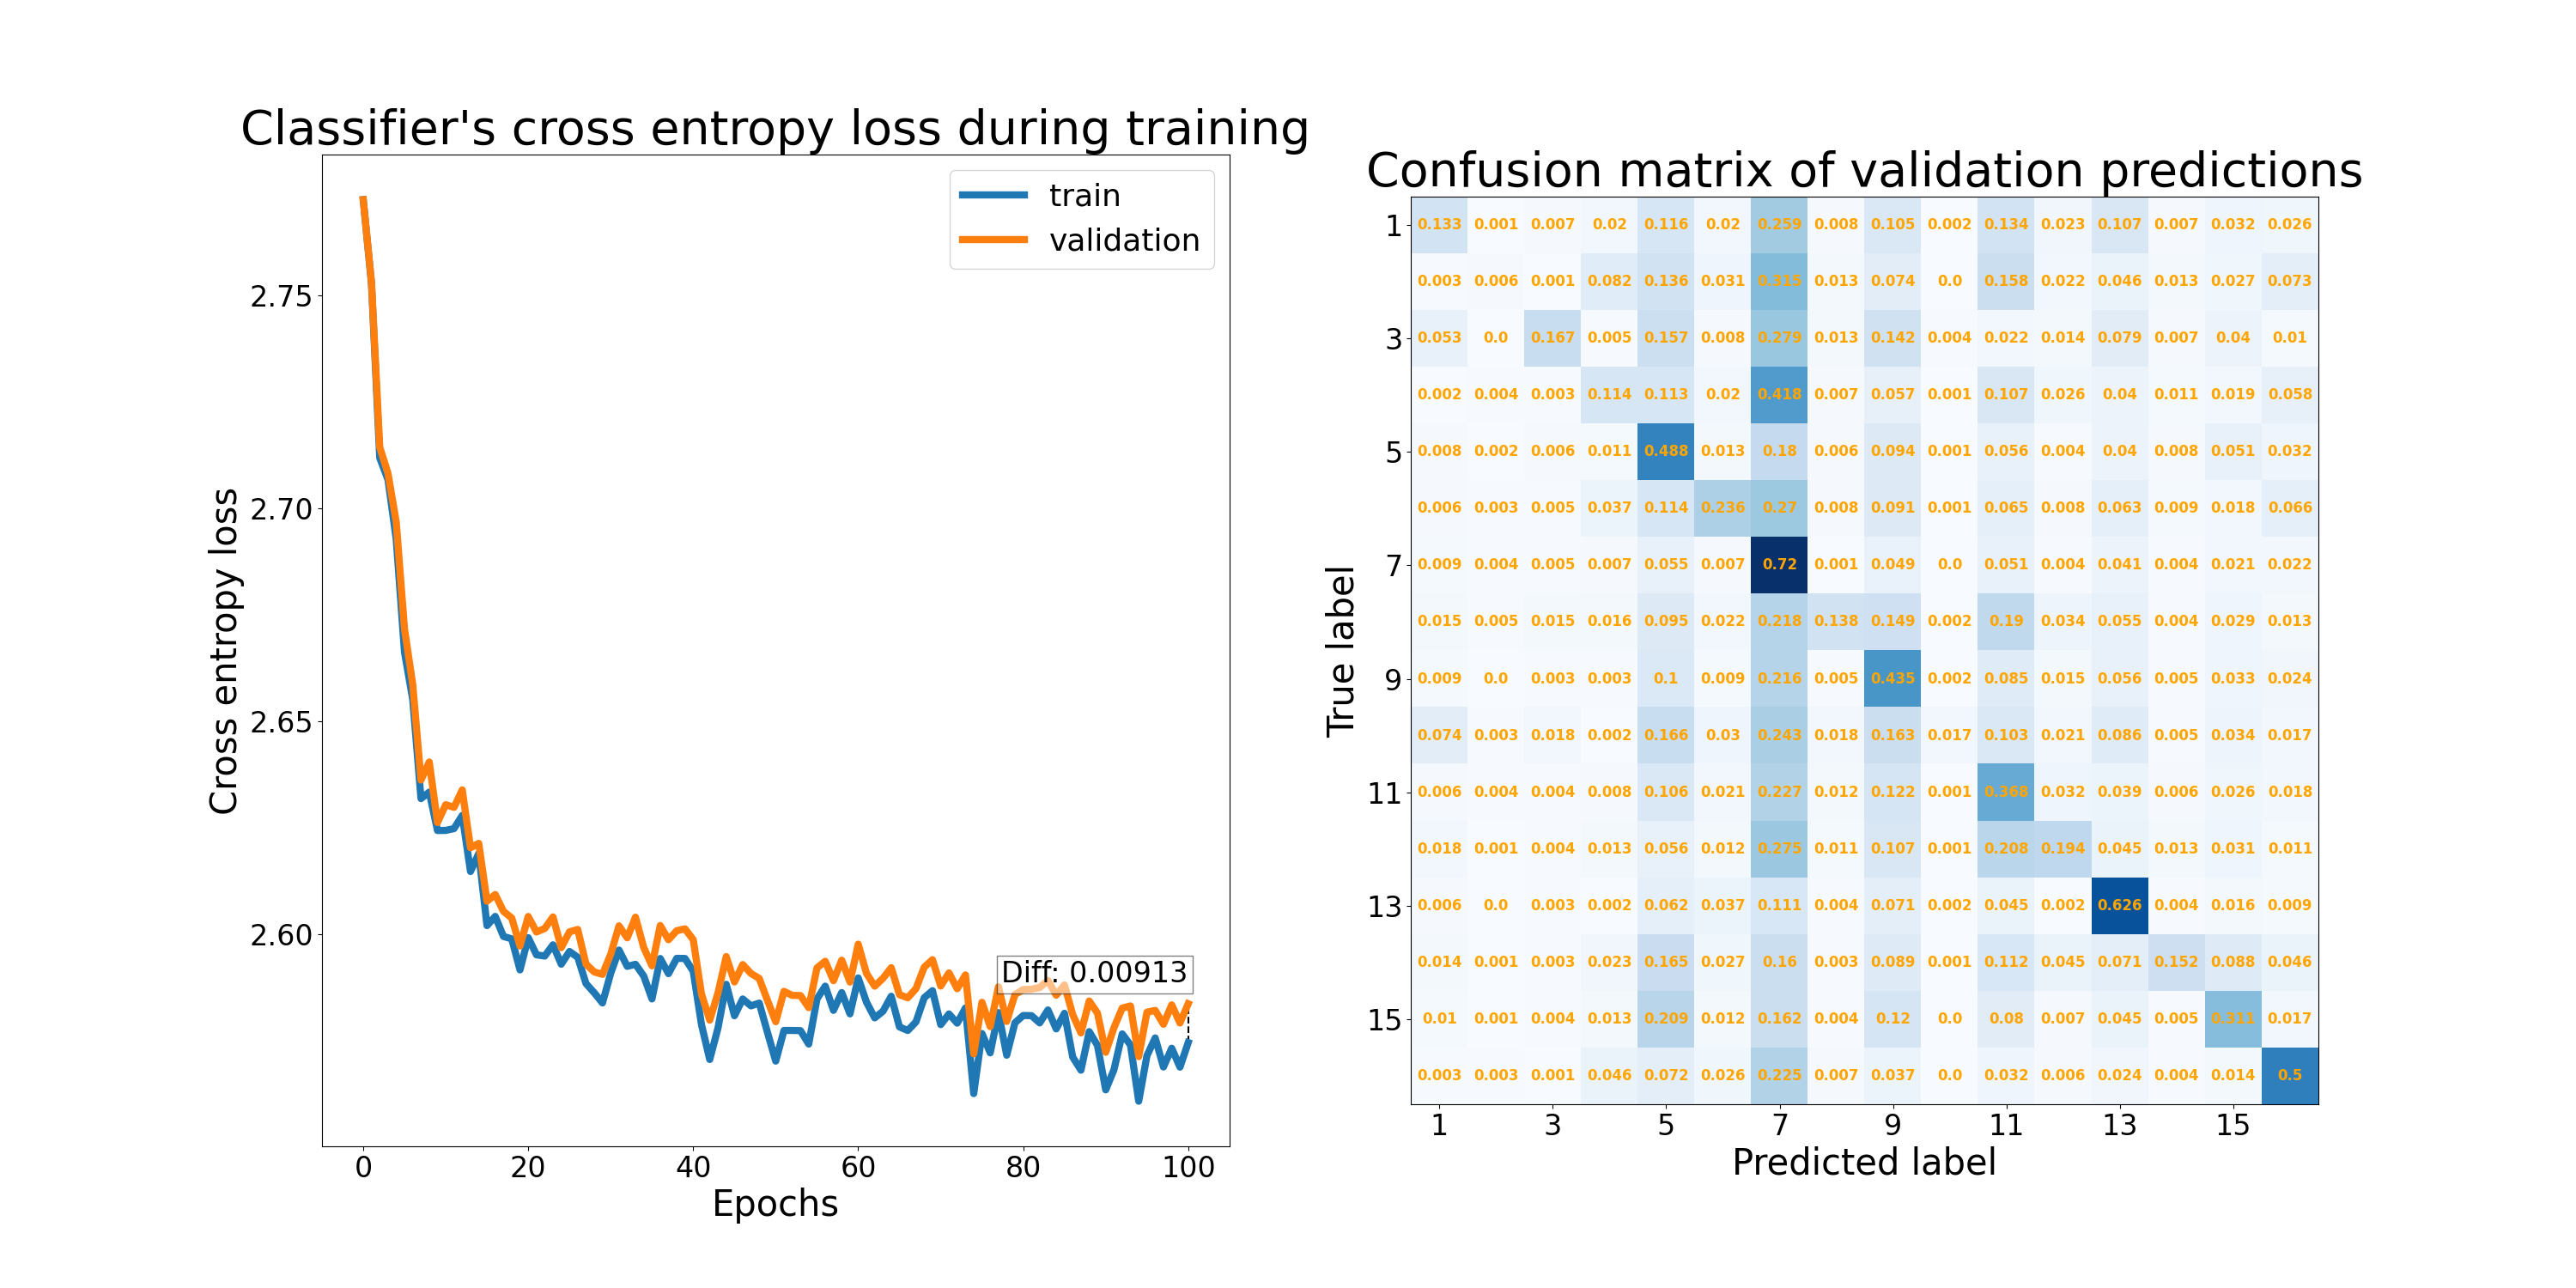 Classifier's cross entropy loss during training
train
validation
2.75
2.70
2.65
2.60
Cross entropy loss
Diff: 0.00913
0 20 40 60 80 100
Epochs
Confusion matrix of validation predictions
1 0.133 0.001 0.007 0.02 0.116 0.02 0.259 0.008 0.105 0.002 0.134 0.023 0.107 0.007 0.032 0.026
0.003 0.006 0.001 0.082 0.136 0.031 0.315 0.013 0.074 0.0 0.158 0.022 0.046 0.013 0.027 0.073
3 0.053 0.0 0.167 0.005 0.157 0.008 0.279 0.013 0.142 0.004 0.022 0.014 0.079 0.007 0.04 0.01
0.002 0.004 0.003 0.114 0.113 0.02 0.418 0.007 0.057 0.001 0.107 0.026 0.04 0.011 0.019 0.058
5 0.008 0.002 0.006 0.011 0.488 0.013 0.18 0.006 0.094 0.001 0.056 0.004 0.04 0.008 0.051 0.032
0.006 0.003 0.005 0.037 0.114 0.236 0.27 0.008 0.091 0.001 0.065 0.008 0.063 0.009 0.018 0.066
7 0.009 0.004 0.005 0.007 0.055 0.007 0.72 0.001 0.049 0.0 0.051 0.004 0.041 0.004 0.021 0.022
0.015 0.005 0.015 0.016 0.095 0.022 0.218 0.138 0.149 0.002 0.19 0.034 0.055 0.004 0.029 0.013
9 0.009 0.0 0.003 0.003 0.1 0.009 0.216 0.005 0.435 0.002 0.085 0.015 0.056 0.005 0.033 0.024
0.074 0.003 0.018 0.002 0.166 0.03 0.243 0.018 0.163 0.017 0.103 0.021 0.086 0.005 0.034 0.017
11 0.006 0.004 0.004 0.008 0.106 0.021 0.227 0.012 0.122 0.001 0.368 0.032 0.039 0.006 0.026 0.018
0.018 0.001 0.004 0.013 0.056 0.012 0.275 0.011 0.107 0.001 0.208 0.194 0.045 0.013 0.031 0.011
13 0.006 0.0 0.003 0.002 0.062 0.037 0.111 0.004 0.071 0.002 0.045 0.002 0.626 0.004 0.016 0.009
0.014 0.001 0.003 0.023 0.165 0.027 0.16 0.003 0.089 0.001 0.112 0.045 0.071 0.152 0.088 0.046
15 0.01 0.001 0.004 0.013 0.209 0.012 0.162 0.004 0.12 0.0 0.08 0.007 0.045 0.005 0.311 0.017
0.003 0.003 0.001 0.046 0.072 0.026 0.225 0.007 0.037 0.0 0.032 0.006 0.024 0.004 0.014 0.5
True label
1 3 5 7 9 11 13 15
Predicted label